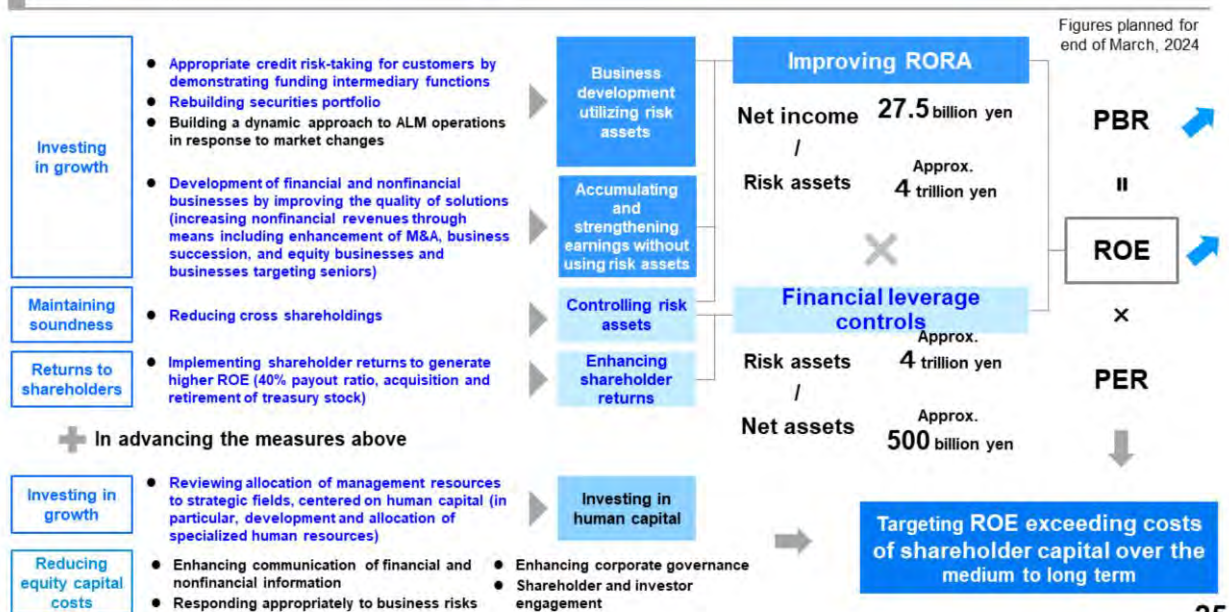 Figures planned for
end of March, 2024
Investing
in growth
● Appropriate credit risk-taking for customers by
demonstrating funding intermediary functions
● Rebuilding securities portfolio
● Building a dynamic approach to ALM operations
in response to market changes
● Development of financial and nonfinancial
businesses by improving the quality of solutions
(increasing nonfinancial revenues through
means including enhancement of M&A, business
succession, and equity businesses and
businesses targeting seniors)
Business
development
utilizing risk
assets
Accumulating
and
strengthening
earnings without
using risk assets
Maintaining
soundness
● Reducing cross shareholdings
Controlling risk
assets
Returns to
shareholders
● Implementing shareholder returns to generate
higher ROE (40% payout ratio, acquisition and
retirement of treasury stock)
Enhancing
shareholder
returns
Improving RORA
Net income
/
Risk assets
27.5 billion yen
Approx.
4 trillion yen
×
Financial leverage
controls
Risk assets
/
Net assets
Approx.
4 trillion yen
Approx.
500 billion yen
PBR
=
ROE
×
PER
In advancing the measures above
Investing in
growth
● Reviewing allocation of management resources
to strategic fields, centered on human capital (in
particular, development and allocation of
specialized human resources)
Investing in
human capital
Reducing
equity capital
costs
● Enhancing communication of financial and
nonfinancial information
● Responding appropriately to business risks
● Enhancing corporate governance
● Shareholder and investor
engagement
Targeting ROE exceeding costs
of shareholder capital over the
medium to long term